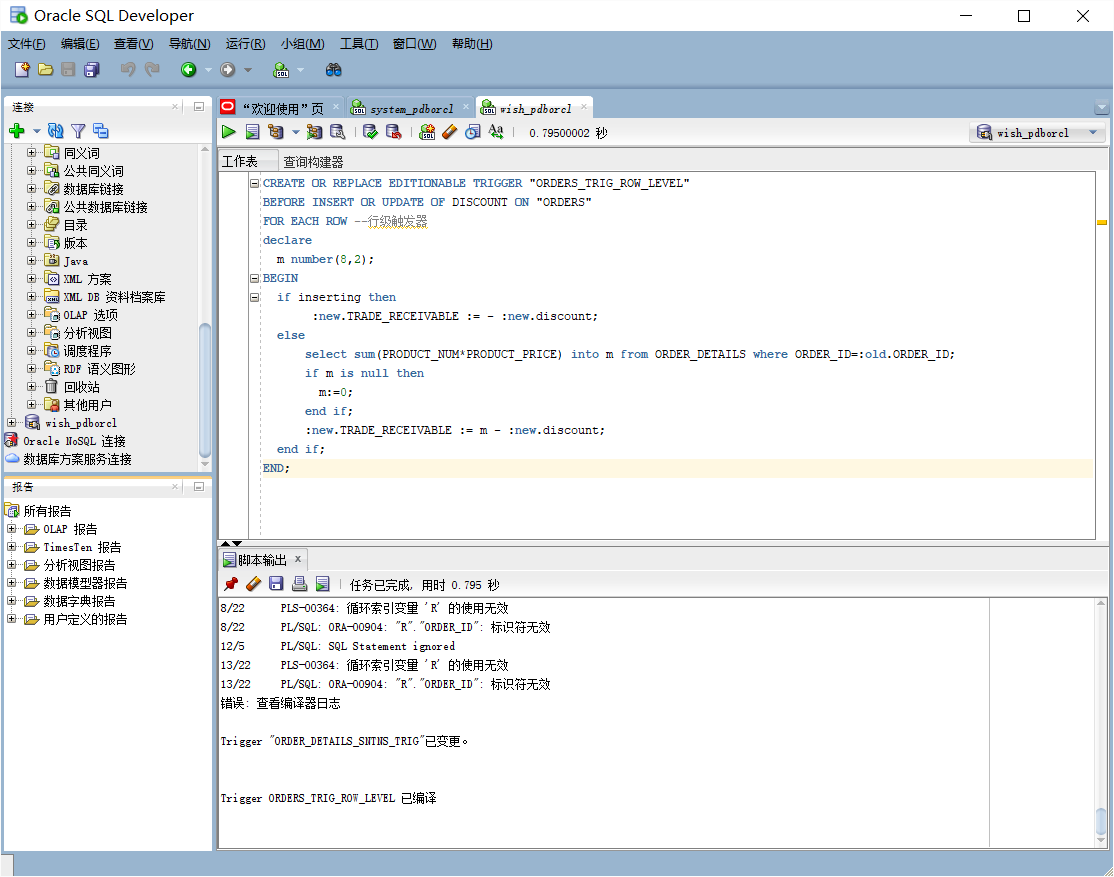 Oracle SQL Developer
文件(F) 编辑(E) 查看(V) 导航(N) 运行(R) 小组(M) 工具(T) 窗口(W) 帮助(H)
连接
同义词
公共同义词
数据库链接
公共数据库链接
目录
版本
Java
XML 方案
XML DB 资料档案库
OLAP 选项
分析视图
调度程序
RDF 语义图形
回收站
其他用户
wish_pdborcl
Oracle NoSQL 连接
数据库方案服务连接
报告
所有报告
OLAP 报告
TimesTen 报告
分析视图报告
数据模型器报告
数据字典报告
用户定义的报告
“欢迎使用”页 system_pdborcl wish_pdborcl
0.79500002 秒 wish_pdborcl
工作表 查询构建器
CREATE OR REPLACE EDITIONABLE TRIGGER "ORDERS_TRIG_ROW_LEVEL"
BEFORE INSERT OR UPDATE OF DISCOUNT ON "ORDERS"
FOR EACH ROW --行级触发器
declare
m number(8,2);
BEGIN
if inserting then
:new.TRADE_RECEIVABLE := - :new.discount;
else
select sum(PRODUCT_NUM*PRODUCT_PRICE) into m from ORDER_DETAILS where ORDER_ID=:old.ORDER_ID;
if m is null then
m:=0;
end if;
:new.TRADE_RECEIVABLE := m - :new.discount;
end if;
END;
脚本输出
任务已完成, 用时 0.795 秒
8/22 PLS-00364: 循环索引变量 'R' 的使用无效
8/22 PL/SQL: ORA-00904: "R"."ORDER_ID": 标识符无效
12/5 PL/SQL: SQL Statement ignored
13/22 PLS-00364: 循环索引变量 'R' 的使用无效
13/22 PL/SQL: ORA-00904: "R"."ORDER_ID": 标识符无效
错误: 查看编译器日志
Trigger "ORDER_DETAILS_SNTNS_TRIG"已变更。
Trigger ORDERS_TRIG_ROW_LEVEL 已编译